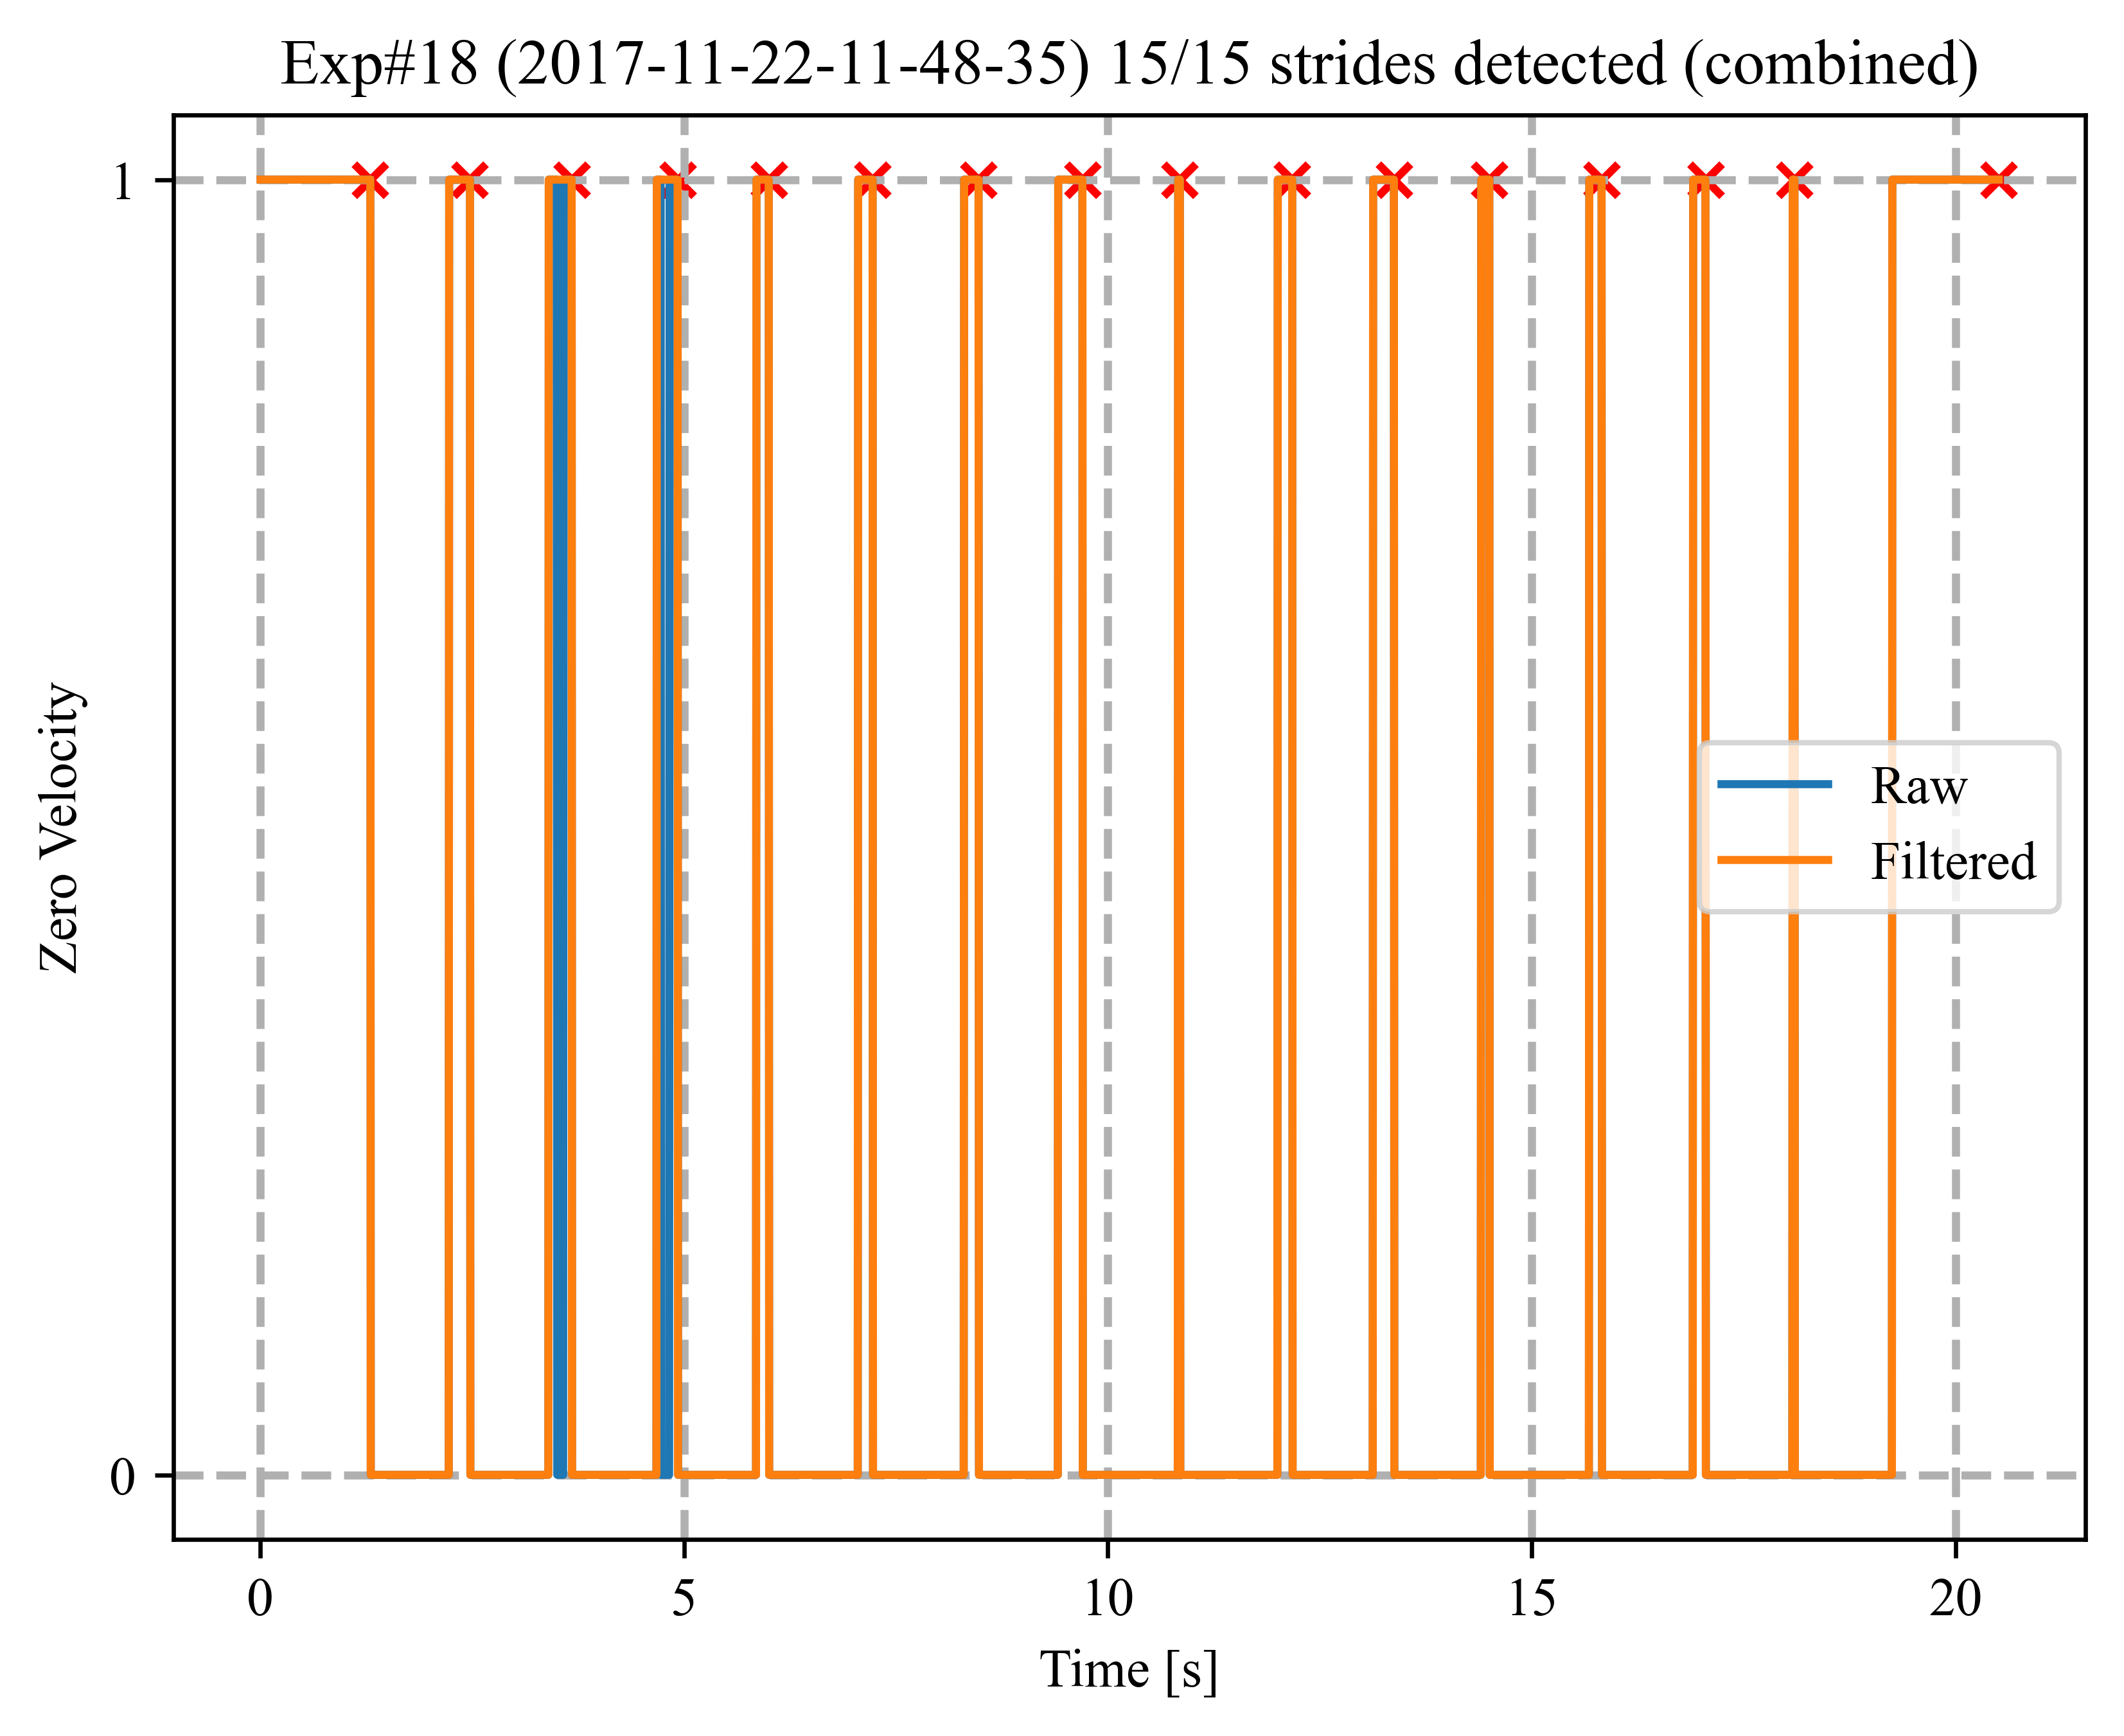 Exp#18 (2017-11-22-11-48-35) 15/15 strides detected (combined)
1
Zero Velocity
Raw
Filtered
0
0 5 10 15 20
Time [s]